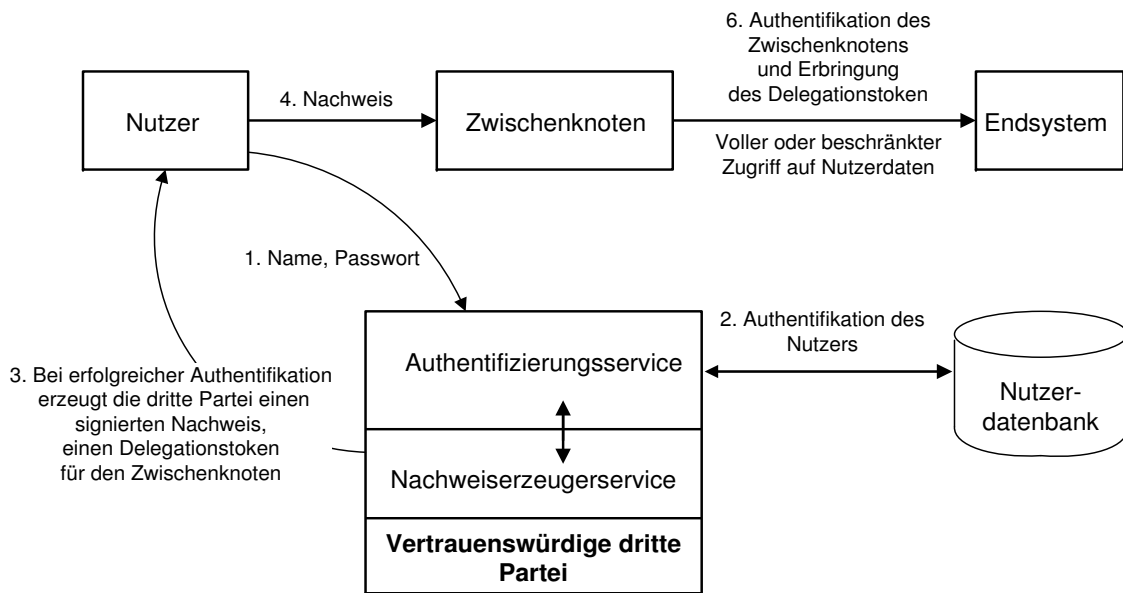 6. Authentifikation des
Zwischenknotens
und Erbringung
des Delegationstoken
Nutzer
4. Nachweis
Zwischenknoten
Endsystem
Voller oder beschränkter
Zugriff auf Nutzerdaten
1. Name, Passwort
2. Authentifikation des
Nutzers
Authentifizierungsservice
3. Bei erfolgreicher Authentifikation
erzeugt die dritte Partei einen
signierten Nachweis,
einen Delegationstoken
für den Zwischenknoten
Nutzer-
datenbank
Nachweiserzeugerservice
Vertrauenswürdige dritte
Partei